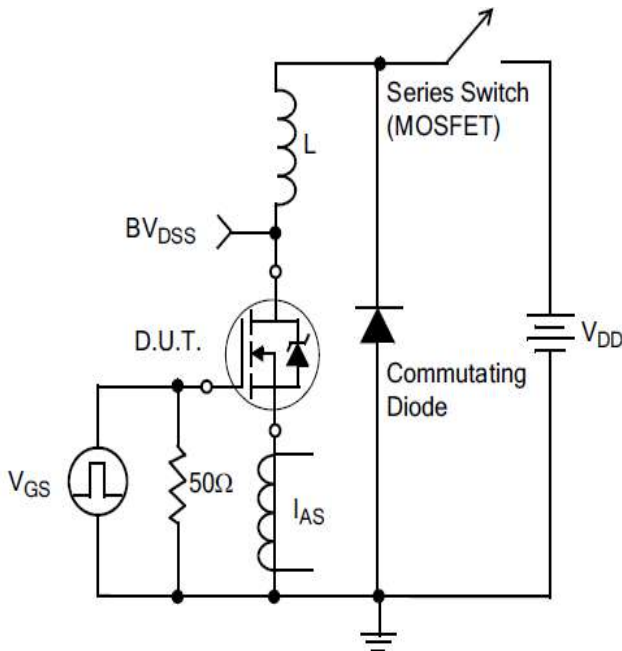 Series Switch
(MOSFET)
L
BVDSS
D.U.T.
VDD
Commutating
Diode
VGS
50Ω
IAS